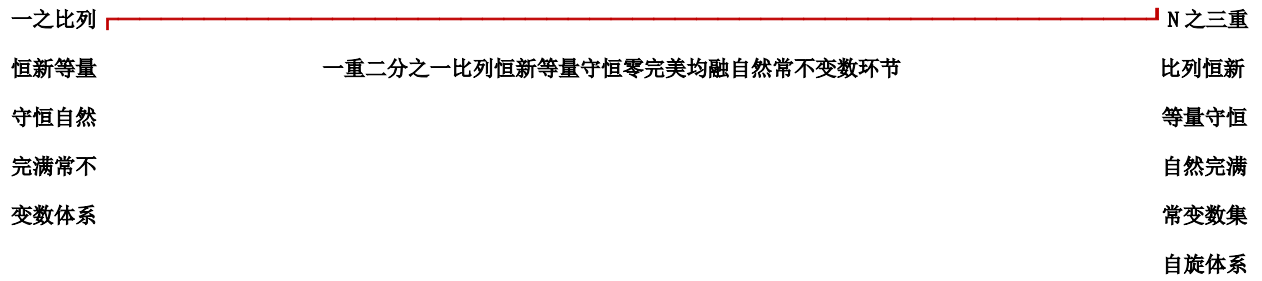 一之比列
恒新等量
守恒自然
完满常不
变数体系
一重二分之一比列恒新等量守恒零完美均融自然常不变数环节
N之三重
比列恒新
等量守恒
自然完满
常变数集
自旋体系